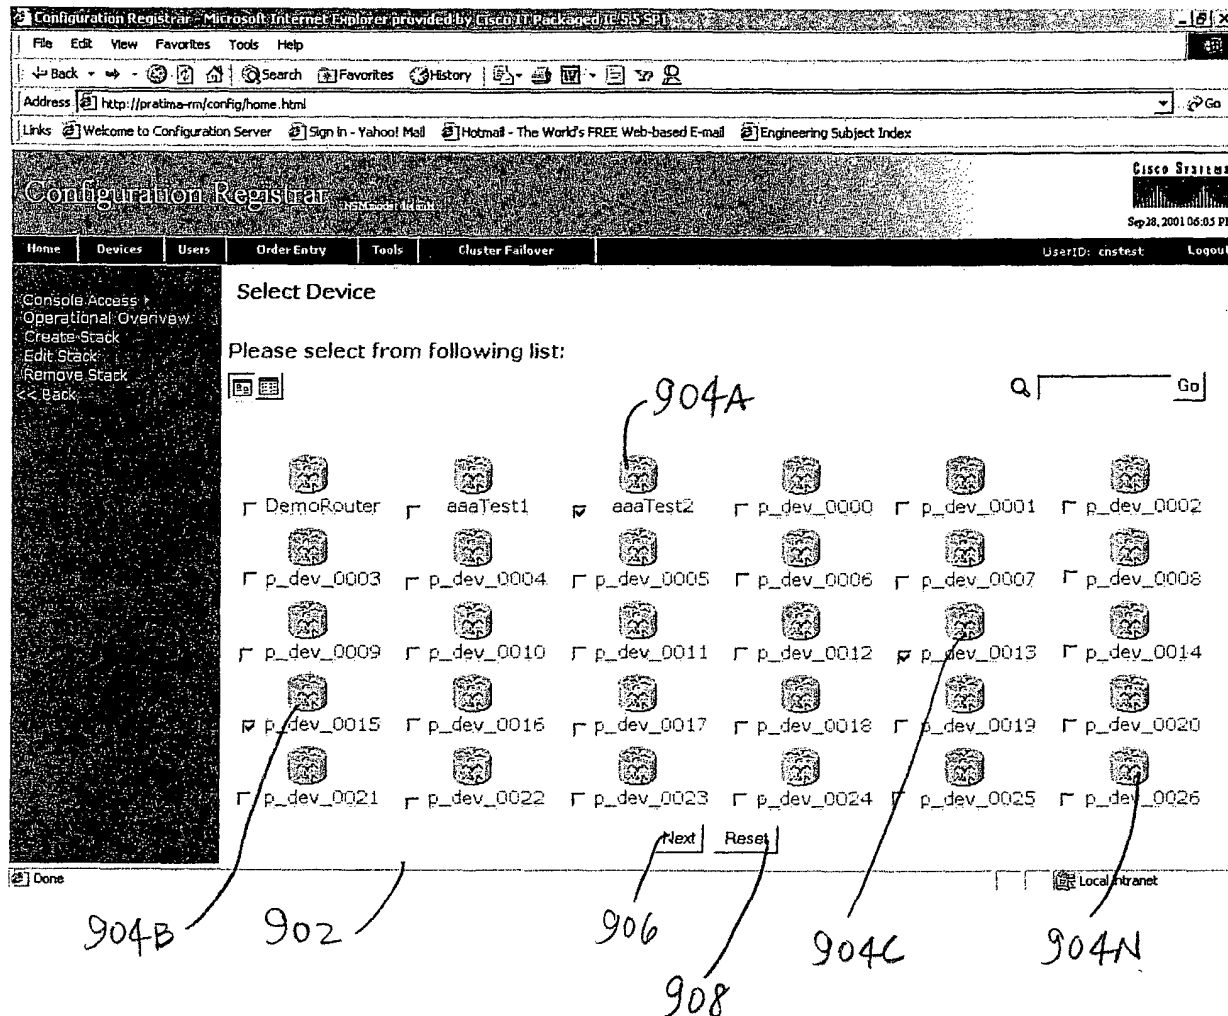 Configuration Registrar - Microsoft Internet Explorer provided by Cisco IT Packaged IE 5.5 SP1
File Edit View Favorites Tools Help
Back Search Favorites History
Address http://pratima-rm/config/home.html Go
Links Welcome to Configuration Server Sign in - Yahoo! Mail Hotmail - The World's FREE Web-based E-mail Engineering Subject Index
Configuration Registrar
CISCO SYSTEMS
Sep 28, 2001 06:05 P
Home Devices Users Order Entry Tools Cluster Failover UserID: cnstest Logout
Console Access
Operational Overivew
Create Stack
Edit Stack
Remove Stack
<< Back
Select Device
Please select from following list:
Go
904A
DemoRouter aaaTest1 aaaTest2 p_dev_0000 p_dev_0001 p_dev_0002
p_dev_0003 p_dev_0004 p_dev_0005 p_dev_0006 p_dev_0007 p_dev_0008
p_dev_0009 p_dev_0010 p_dev_0011 p_dev_0012 p_dev_0013 p_dev_0014
p_dev_0015 p_dev_0016 p_dev_0017 p_dev_0018 p_dev_0019 p_dev_0020
p_dev_0021 p_dev_0022 p_dev_0023 p_dev_0024 p_dev_0025 p_dev_0026
Next Reset
Done Local intranet
904B 902 906 904C 904N
908